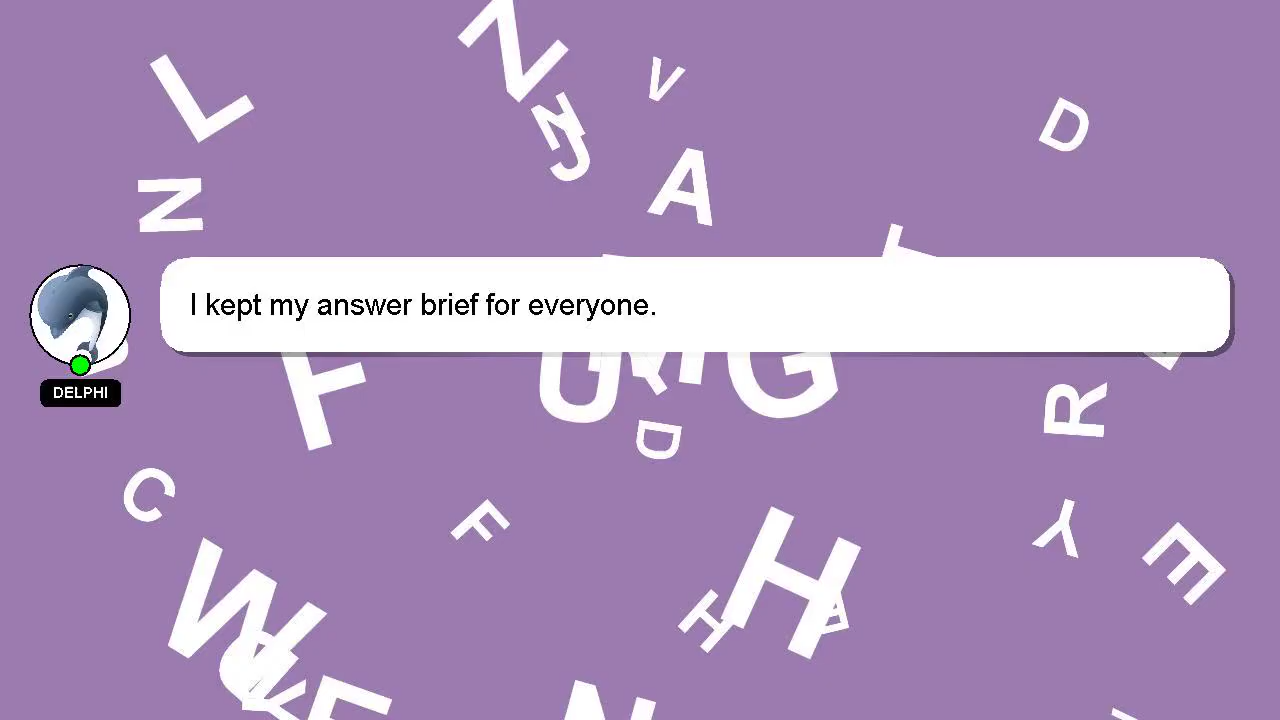 I kept my answer brief for everyone.
DELPHI
L
N
V
N
J
D
A
N
F
U
G
D
R
C
F
Y
E
H
W
H
A